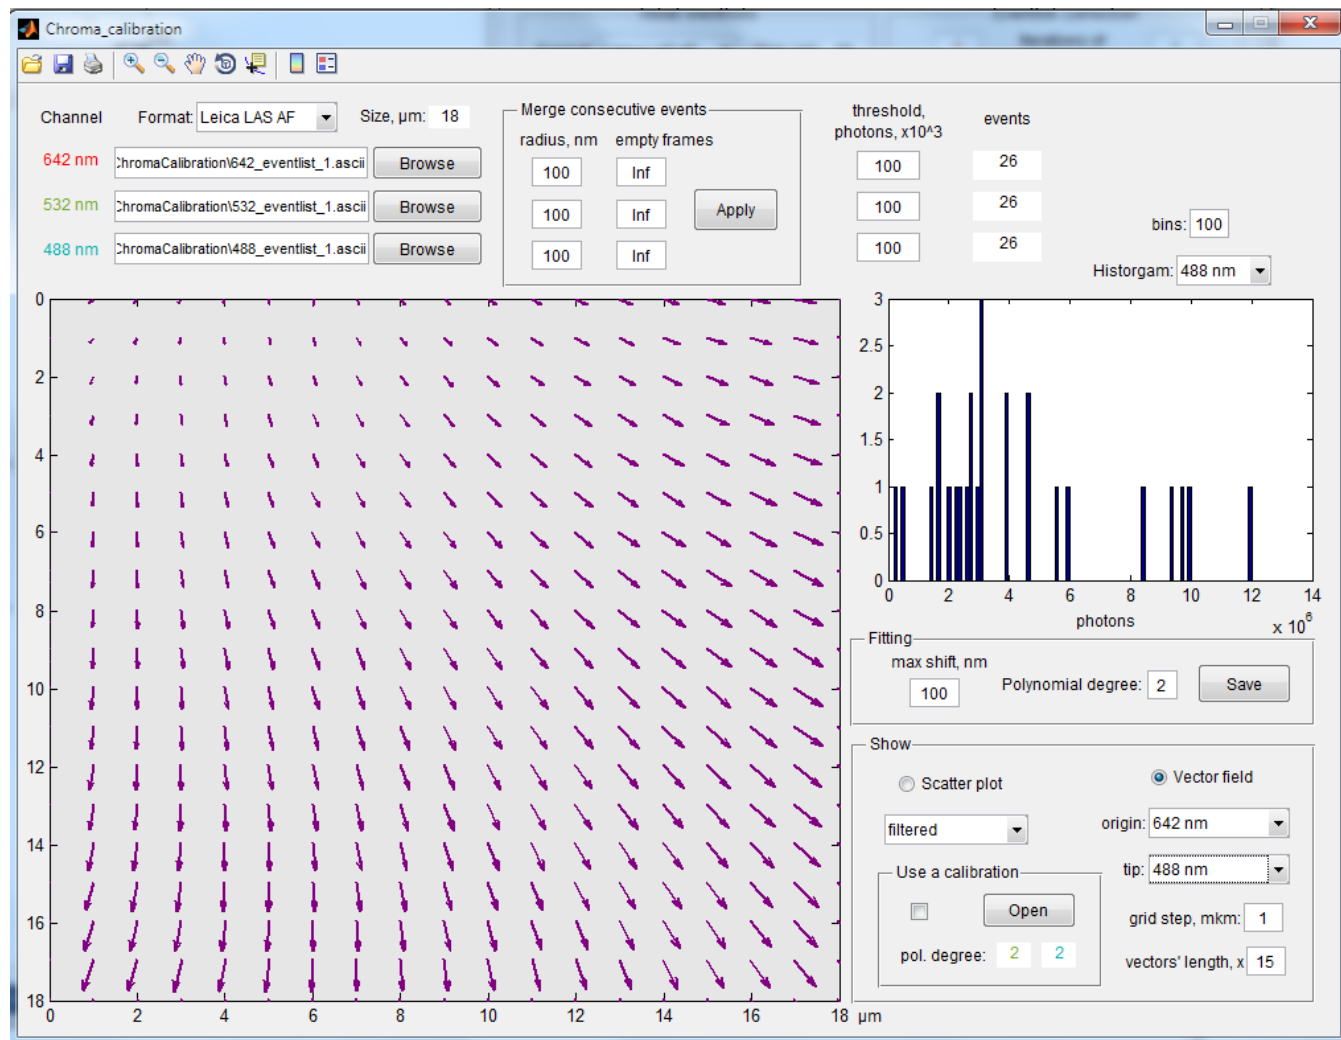 Chroma_calibration
Channel Format: Leica LAS AF Size, µm: 18
642 nm ChromaCalibration\642_eventlist_1.ascii Browse
532 nm ChromaCalibration\532_eventlist_1.ascii Browse
488 nm ChromaCalibration\488_eventlist_1.ascii Browse
Merge consecutive events
radius, nm empty frames
100 Inf
100 Inf
100 Inf
Apply
threshold,
photons, x10^3
events
100 26
100 26
100 26
bins: 100
Historgam: 488 nm
0
2
4
6
8
10
12
14
16
18
0 2 4 6 8 10 12 14 16 18 µm
3
2.5
2
1.5
1
0.5
0
0 2 4 6 8 10 12 14
photons
x 10^6
Fitting
max shift, nm
100
Polynomial degree: 2
Save
Show
Scatter plot
Vector field
filtered
origin: 642 nm
tip: 488 nm
Use a calibration
Open
pol. degree: 2 2
grid step, mkm: 1
vectors' length, x 15